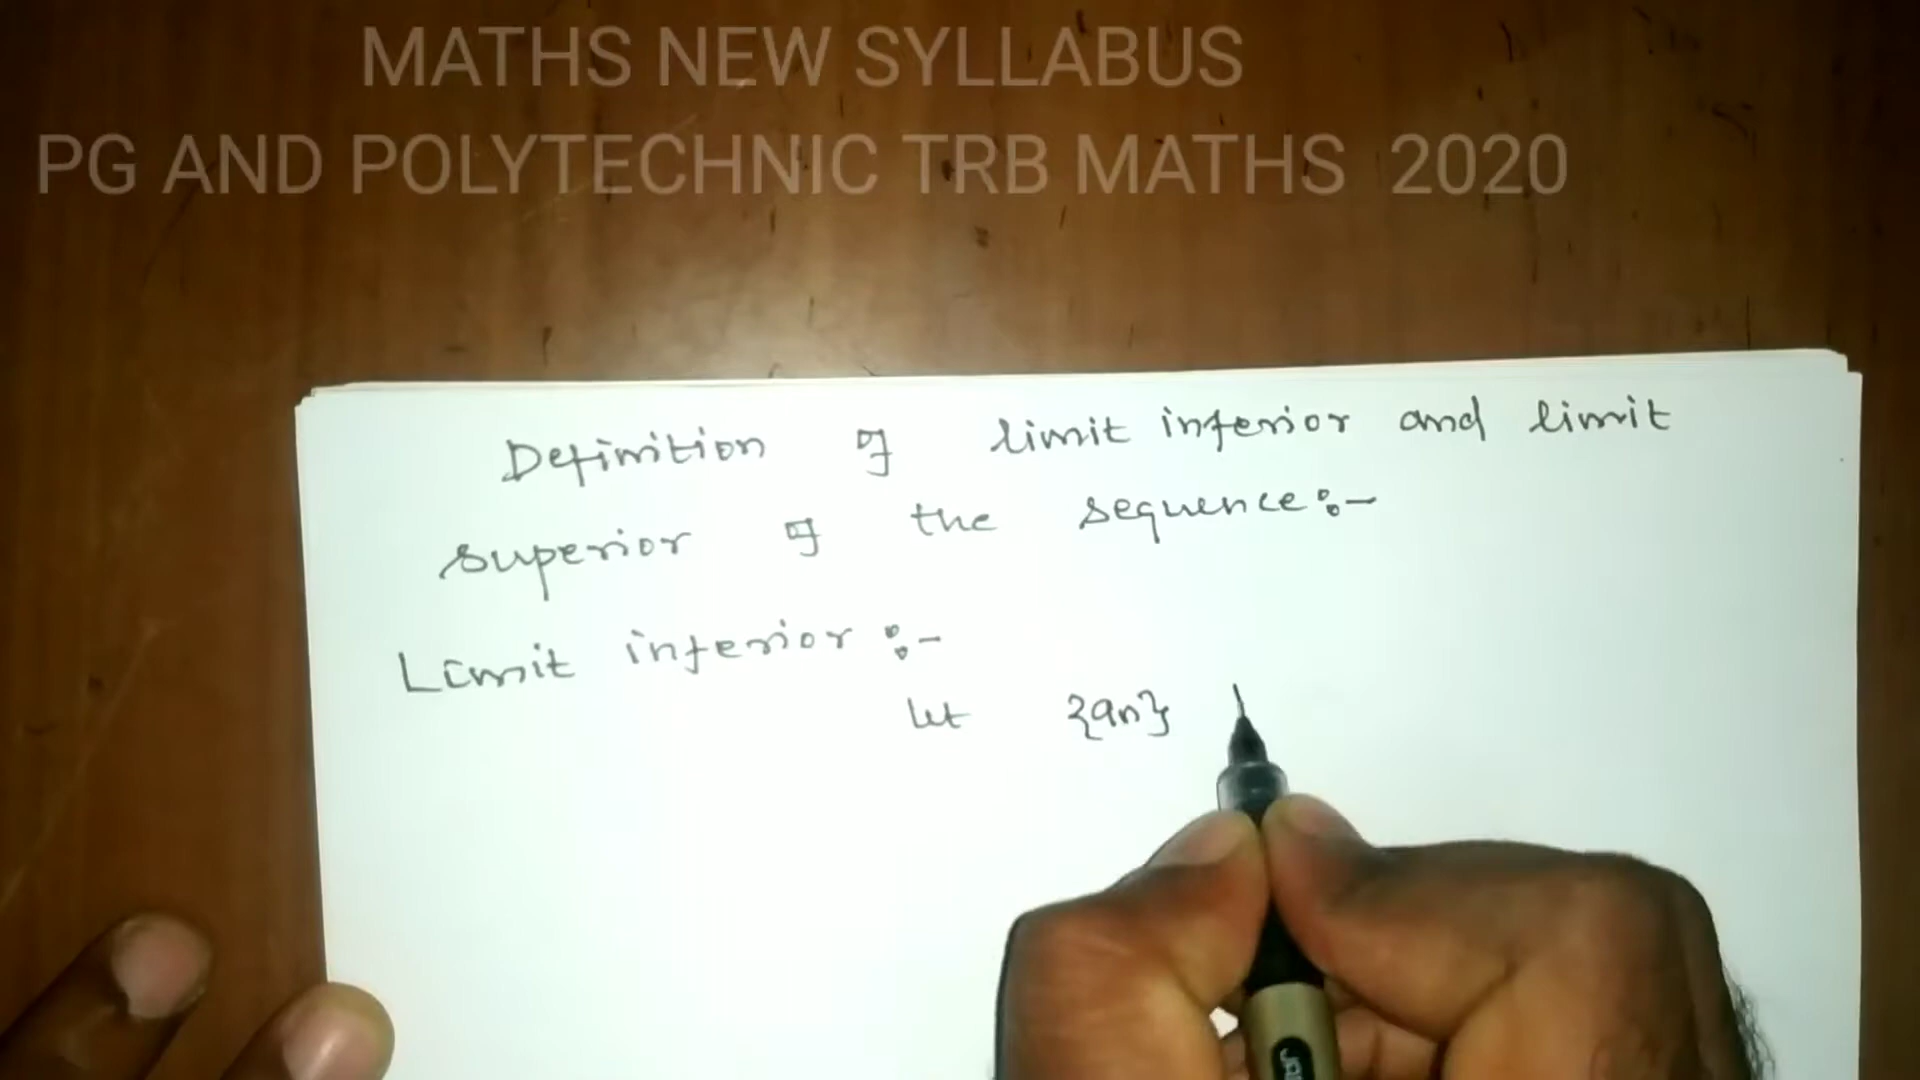 MATHS NEW SYLLABUS
PG AND POLYTECHNIC TRB MATHS 2020
Definition of limit inferior and limit
superior of the sequence:-
Limit inferior :-
let {an}